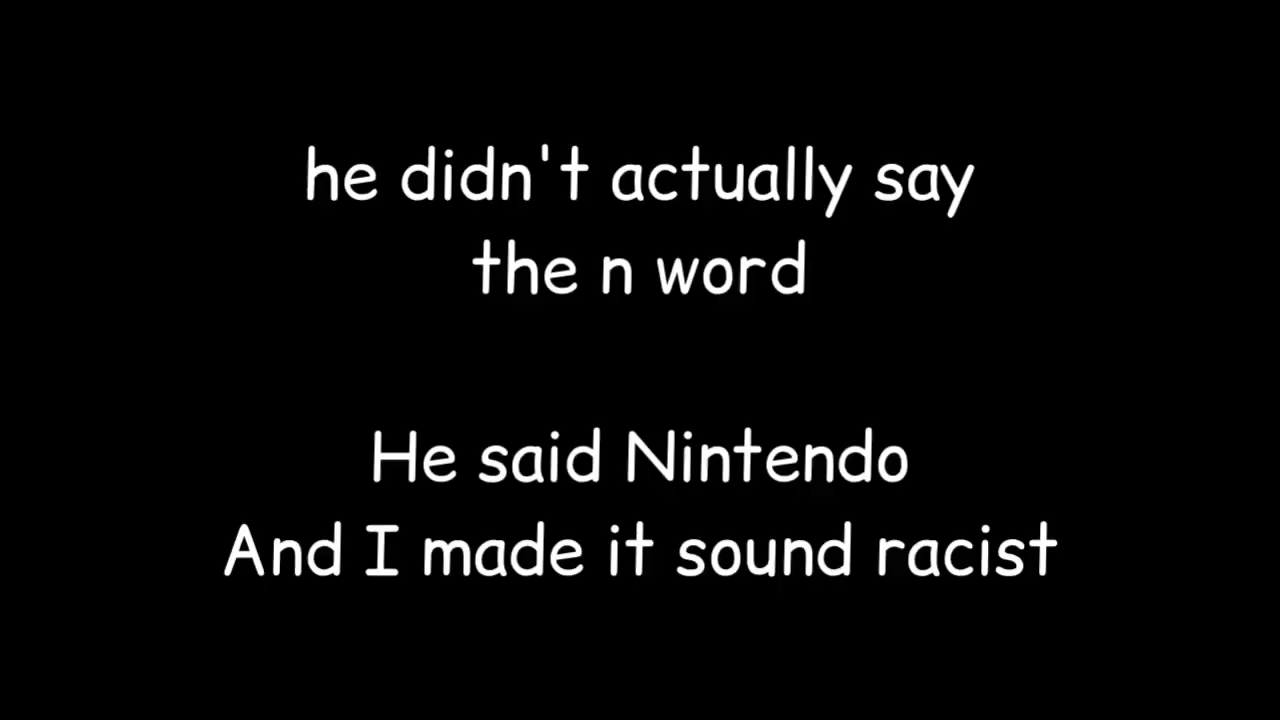 he didn't actually say
the n word
He said Nintendo
And I made it sound racist